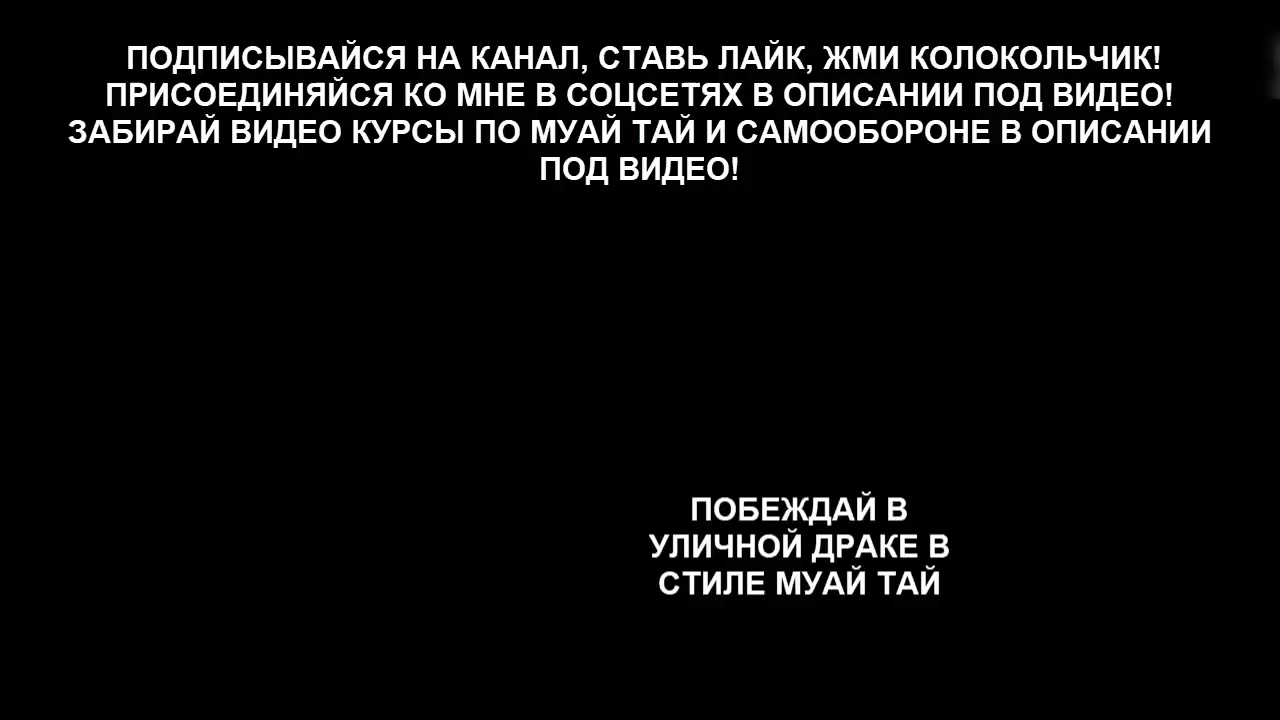 ПОДПИСЫВАЙСЯ НА КАНАЛ, СТАВЬ ЛАЙК, ЖМИ КОЛОКОЛЬЧИК!
ПРИСОЕДИНЯЙСЯ КО МНЕ В СОЦСЕТЯХ В ОПИСАНИИ ПОД ВИДЕО!
ЗАБИРАЙ ВИДЕО КУРСЫ ПО МУАЙ ТАЙ И САМООБОРОНЕ В ОПИСАНИИ
ПОД ВИДЕО!
ПОБЕЖДАЙ В
УЛИЧНОЙ ДРАКЕ В
СТИЛЕ МУАЙ ТАЙ